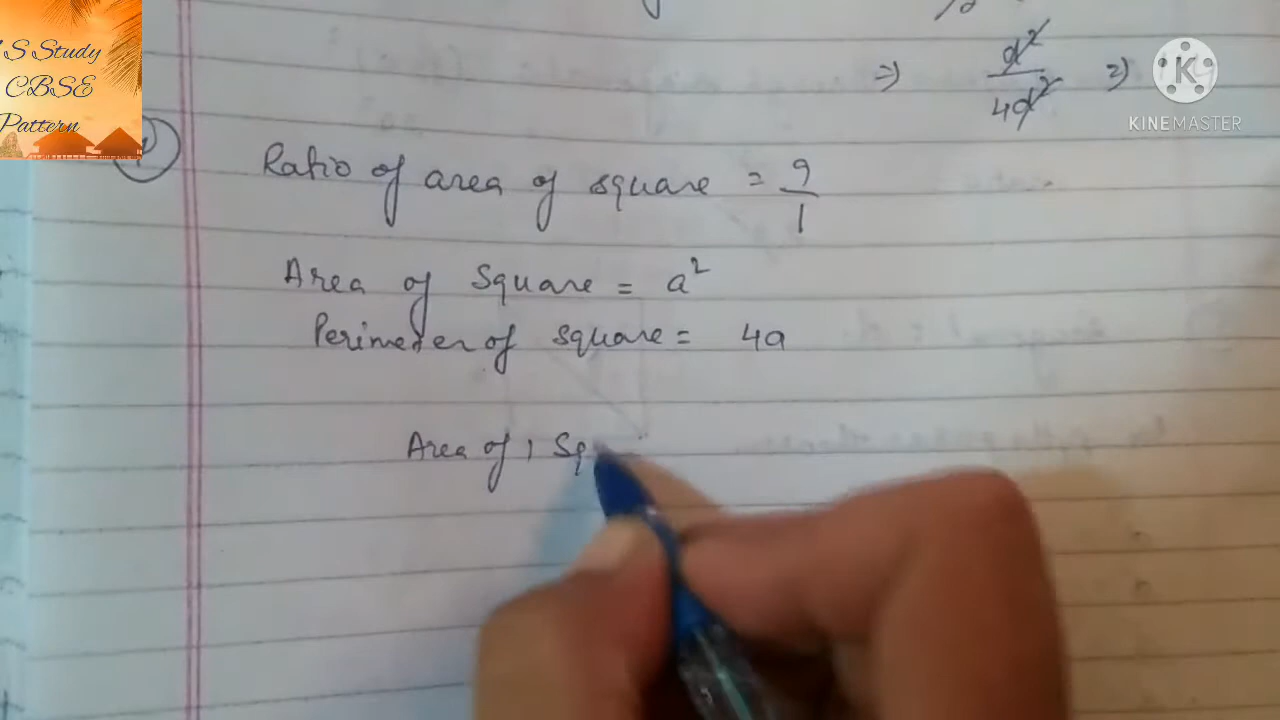 'S Study
CBSE
Pattern
K
KINEMASTER
=) d²/4d² =)
Ratio of area of square = 9/1
Area of Square = a²
Perimeter of square = 4a
Area of 1 Sq